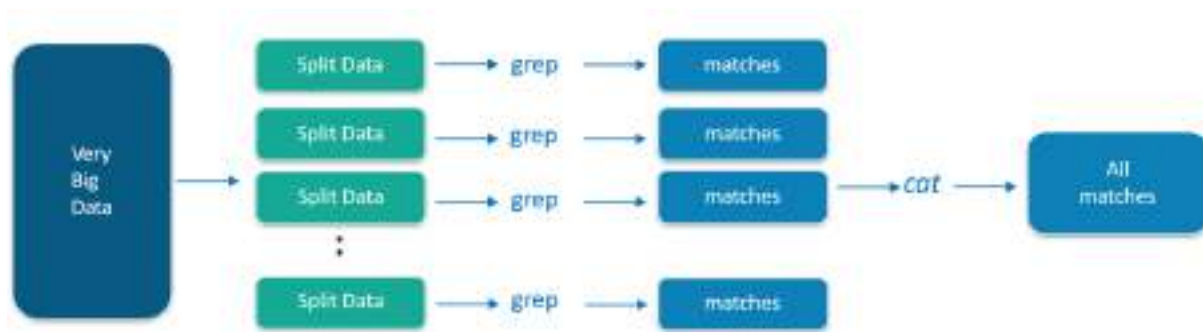 Split Data grep matches
Very
Big
Data
Split Data grep matches
Split Data grep matches cat
All
matches
Split Data grep matches